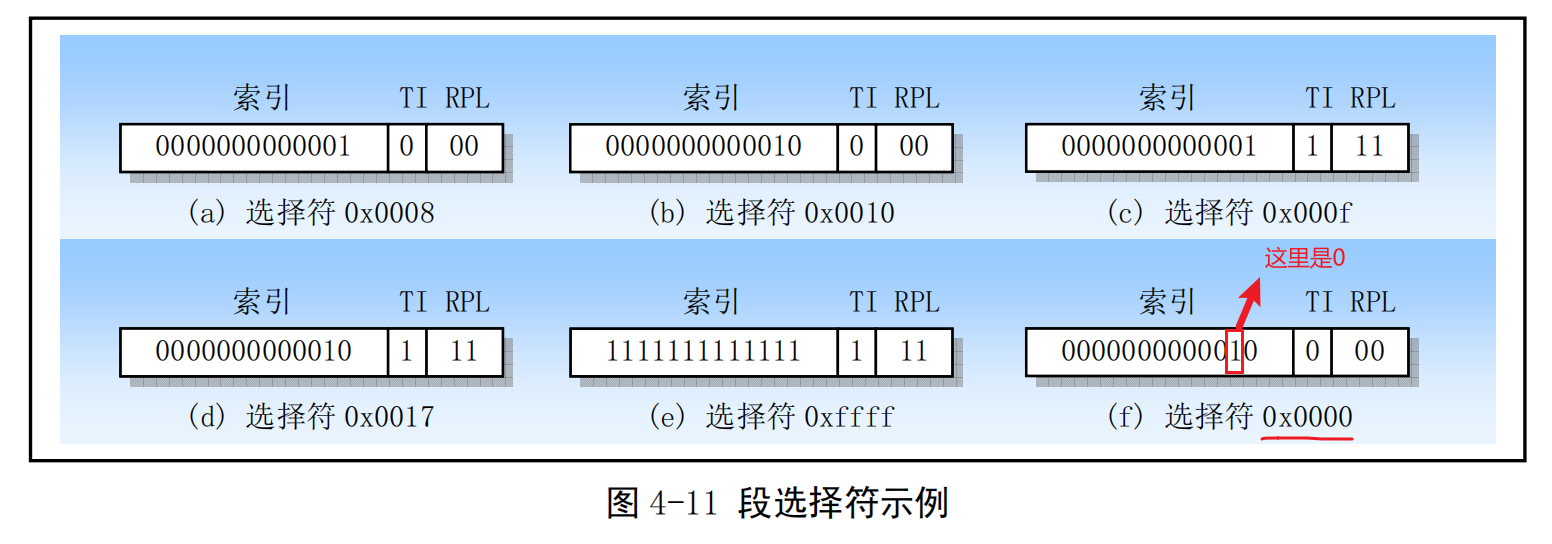 索引 TI RPL 索引 TI RPL 索引 TI RPL
0000000000001 0 00 0000000000010 0 00 0000000000001 1 11
(a) 选择符 0x0008 (b) 选择符 0x0010 (c) 选择符 0x000f
这里是0
索引 TI RPL 索引 TI RPL 索引 TI RPL
0000000000010 1 11 1111111111111 1 11 0000000000010 0 00
(d) 选择符 0x0017 (e) 选择符 0xffff (f) 选择符 0x0000
图 4-11 段选择符示例